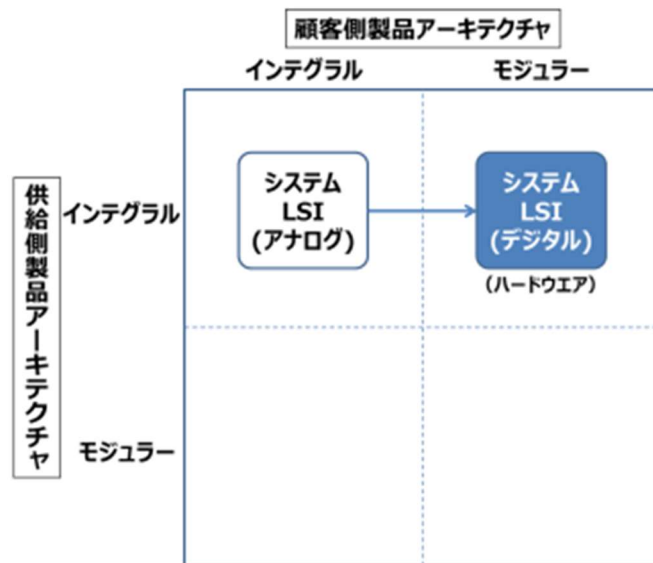 顧客側製品アーキテクチャ
インテグラル
モジュラー
供給側製品アーキテクチャ
インテグラル
システム
LSI
(アナログ)
システム
LSI
(デジタル)
(ハードウエア)
モジュラー